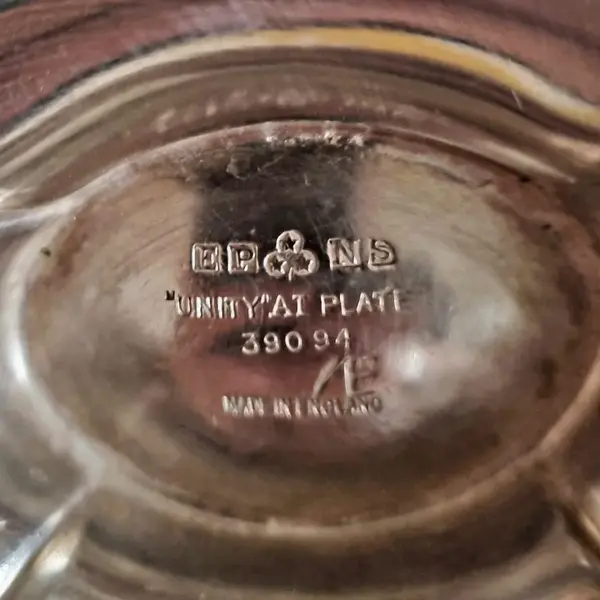 EP NS
"UNITY" A1 PLATE
39094
MADE IN ENGLAND